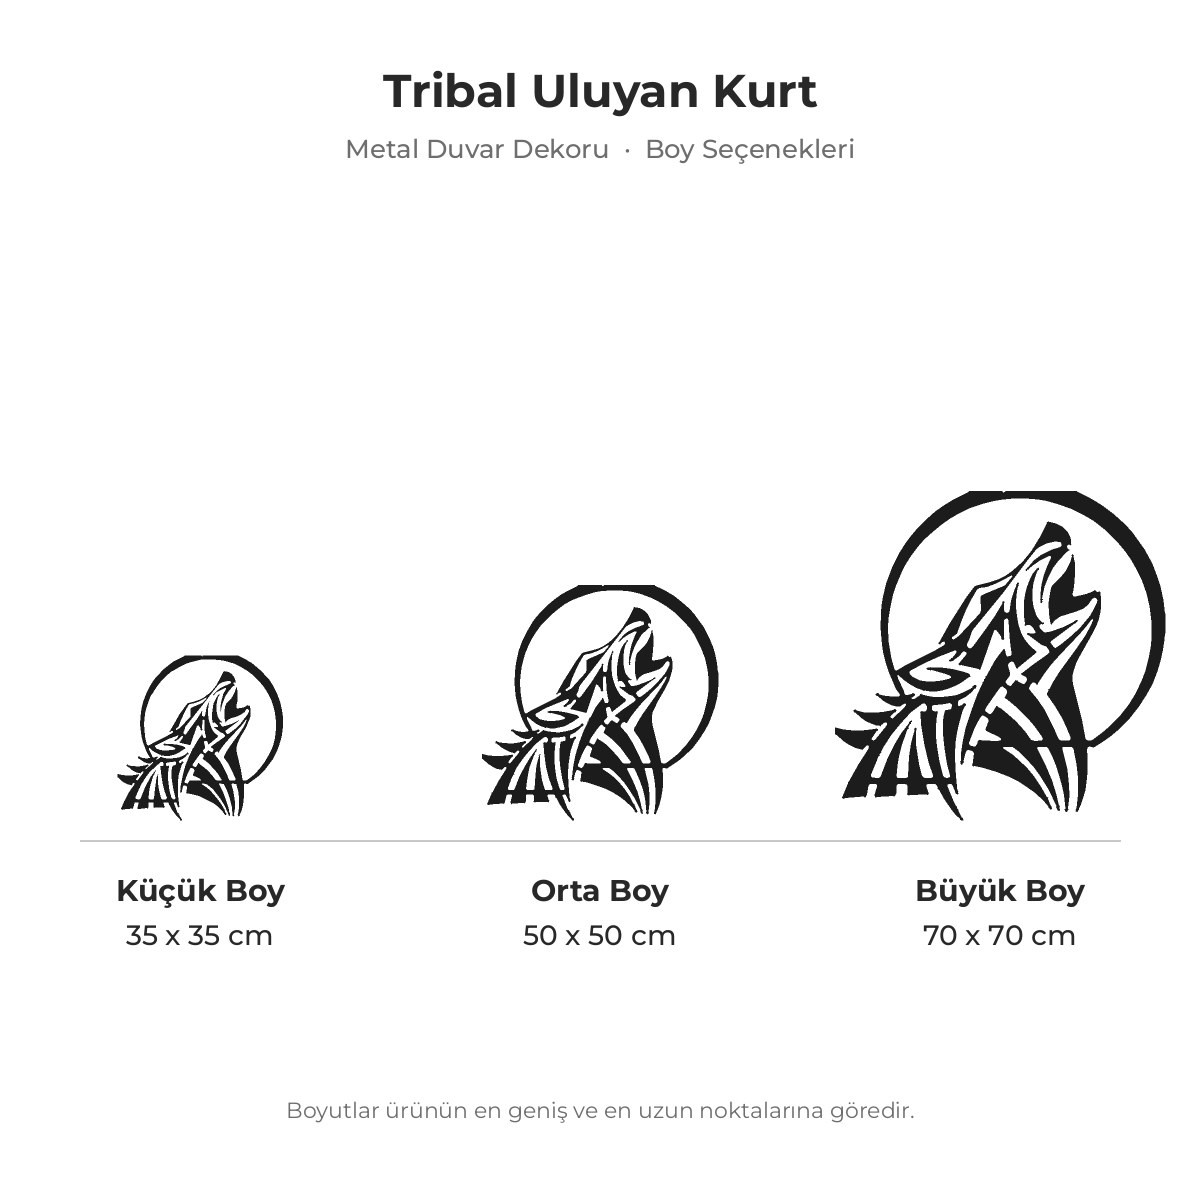 Tribal Uluyan Kurt
Metal Duvar Dekoru · Boy Seçenekleri
Küçük Boy
35 x 35 cm
Orta Boy
50 x 50 cm
Büyük Boy
70 x 70 cm
Boyutlar ürünün en geniş ve en uzun noktalarına göredir.